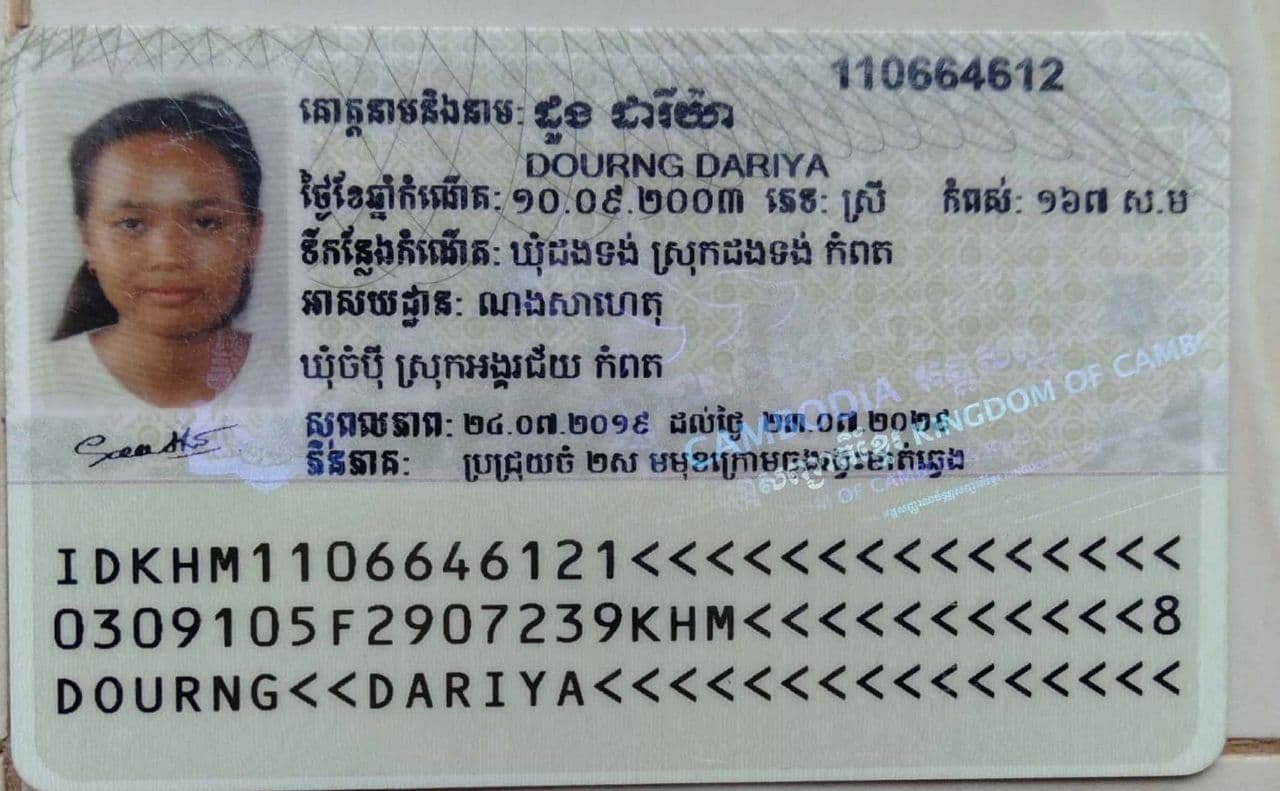 110664612
គោត្តនាមនិងនាម: ដួង ដារីយ៉ា
DOURNG DARIYA
ថ្ងៃខែឆ្នាំកំណើត: ១០.០៩.២០០៣ ភេទ: ស្រី កំពស់: ១៦៧ ស.ម
ទីកន្លែងកំណើត: ឃុំដងទង់ ស្រុកដងទង់ កំពត
អាសយដ្ឋាន: ណងសាហេតុ
ឃុំចំប៉ី ស្រុកអង្គរជ័យ កំពត
សុពលភាព: ២៤.០៧.២០១៩ ដល់ថ្ងៃ ២៣.០៧.២០២៩
ភិនភាគ: ប្រជ្រុយចំ ២ស ម មុខក្រោមចុងចិញ្ចើមខាងឆ្វេង
CAMBODIA
KINGDOM OF CAMB
IDKHM1106646121<<<<<<<<<<<<<<<
0309105F2907239KHM<<<<<<<<<<<8
DOURNG<<DARIYA<<<<<<<<<<<<<<<<